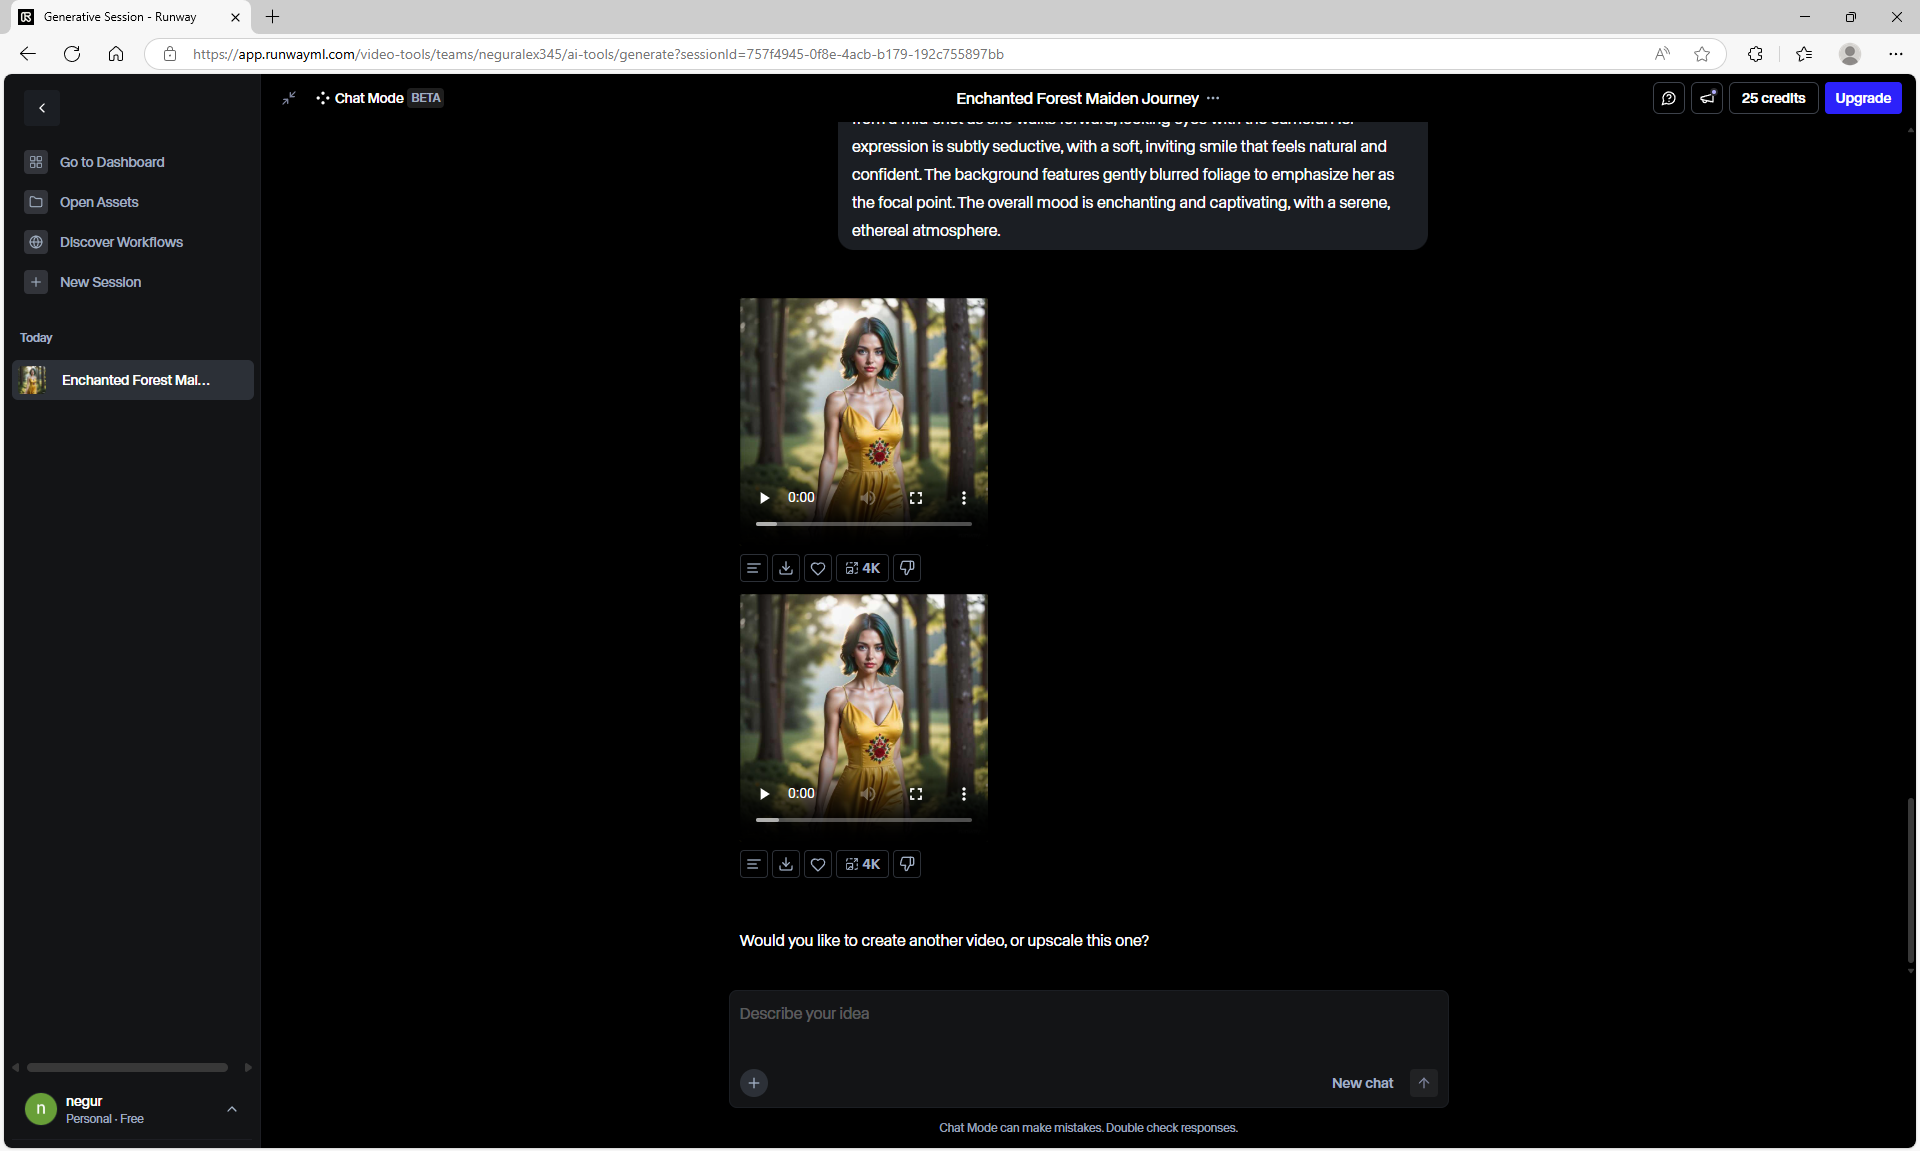 Generative Session - Runway
https://app.runwayml.com/video-tools/teams/neguralex345/ai-tools/generate?sessionId=757f4945-0f8e-4acb-b179-192c755897bb
Chat Mode BETA
Enchanted Forest Maiden Journey
25 credits
Upgrade
Go to Dashboard
Open Assets
Discover Workflows
New Session
Today
Enchanted Forest Mai...
expression is subtly seductive, with a soft, inviting smile that feels natural and
confident. The background features gently blurred foliage to emphasize her as
the focal point. The overall mood is enchanting and captivating, with a serene,
ethereal atmosphere.
0:00
4K
0:00
4K
Would you like to create another video, or upscale this one?
Describe your idea
New chat
Chat Mode can make mistakes. Double check responses.
n
negur
Personal · Free